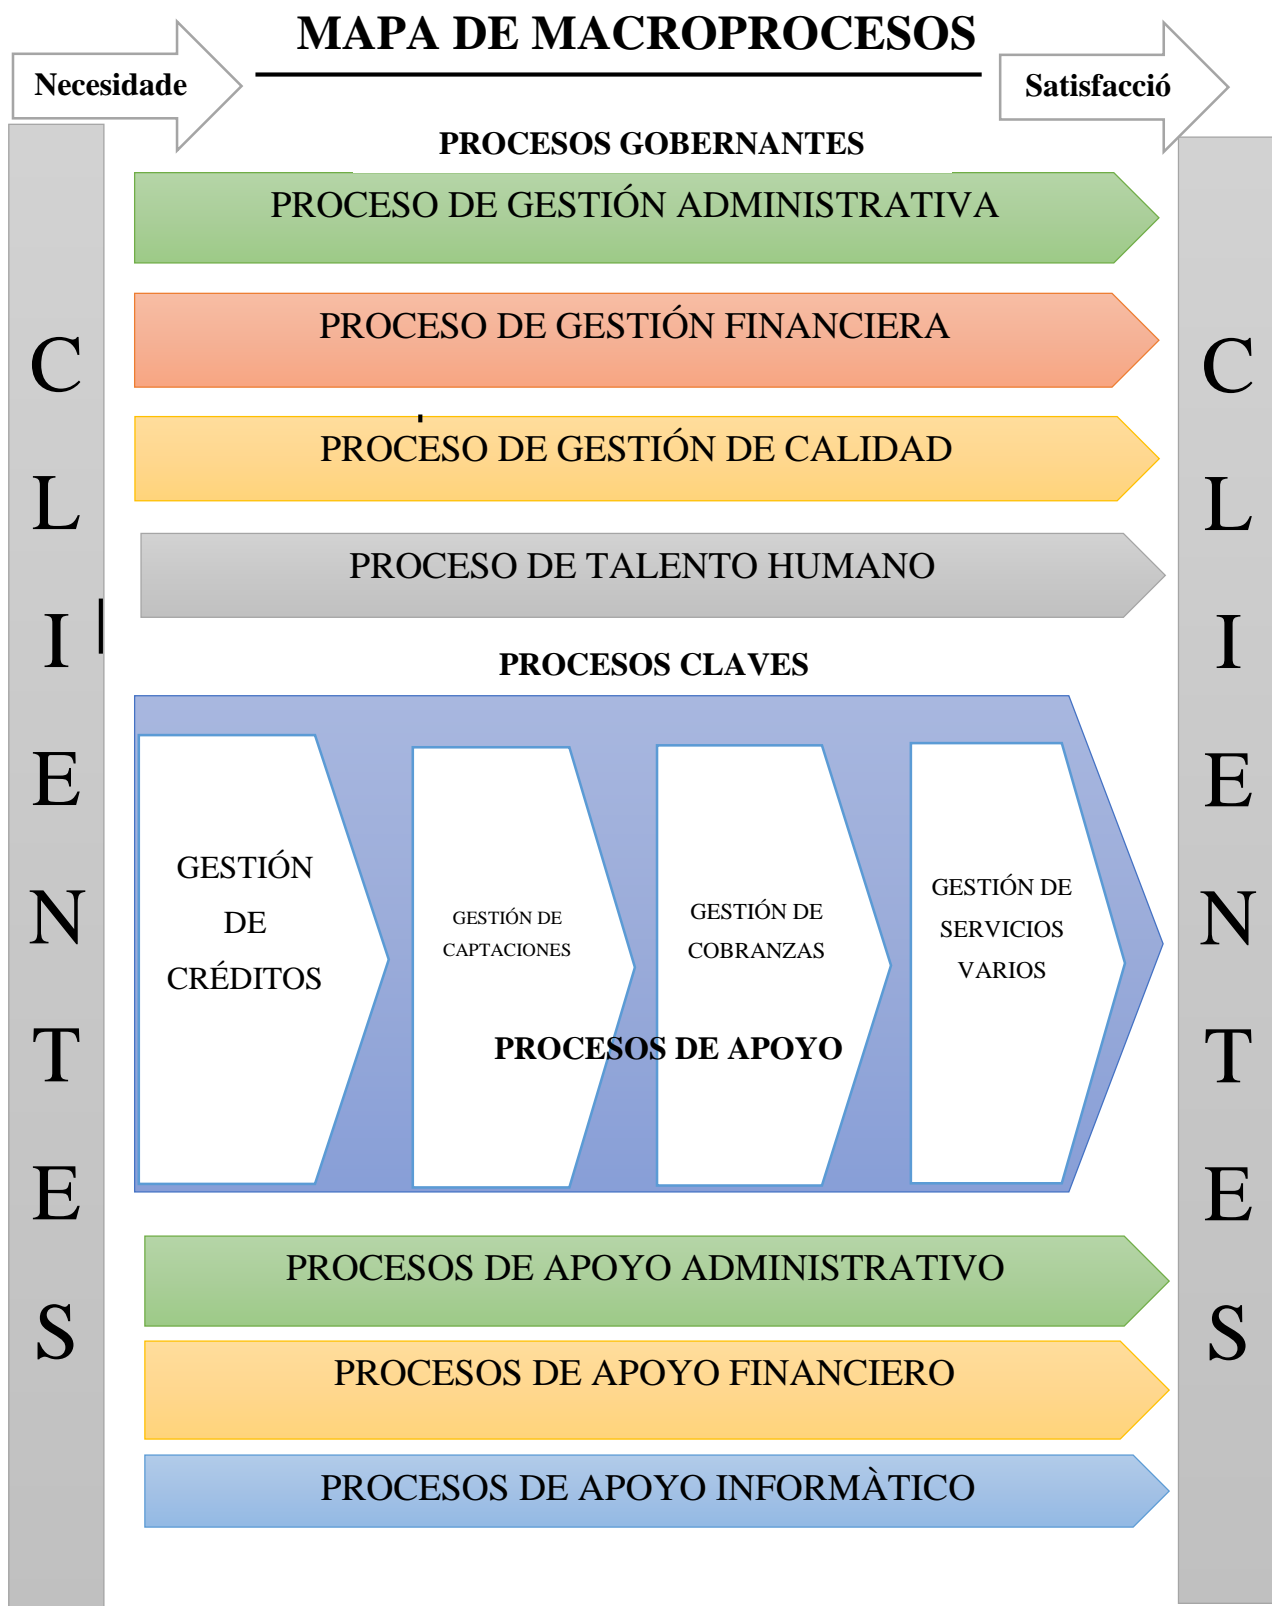 MAPA DE MACROPROCESOS
Necesidade
Satisfacció
PROCESOS GOBERNANTES
PROCESO DE GESTIÓN ADMINISTRATIVA
PROCESO DE GESTIÓN FINANCIERA
PROCESO DE GESTIÓN DE CALIDAD
PROCESO DE TALENTO HUMANO
C
L
I
E
N
T
E
S
PROCESOS CLAVES
GESTIÓN
DE
CRÉDITOS
GESTIÓN DE
CAPTACIONES
GESTIÓN DE
COBRANZAS
GESTIÓN DE
SERVICIOS
VARIOS
PROCESOS DE APOYO
PROCESOS DE APOYO ADMINISTRATIVO
PROCESOS DE APOYO FINANCIERO
PROCESOS DE APOYO INFORMÀTICO
C
L
I
E
N
T
E
S